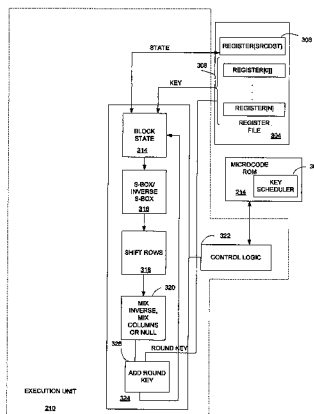 STATE
REGISTER[SRC/DST]
308
KEY
REGISTER[0]
REGISTER[N]
REGISTER
FILE
304
BLOCK
STATE
314
MICROCODE
ROM
214
KEY
SCHEDULER
S-BOX/
INVERSE
S-BOX
316
SHIFT ROWS
318
322
CONTROL LOGIC
320
MIX
INVERSE,
MIX
COLUMNS
OR NULL
ROUND KEY
ADD ROUND
KEY
324
EXECUTION UNIT
210